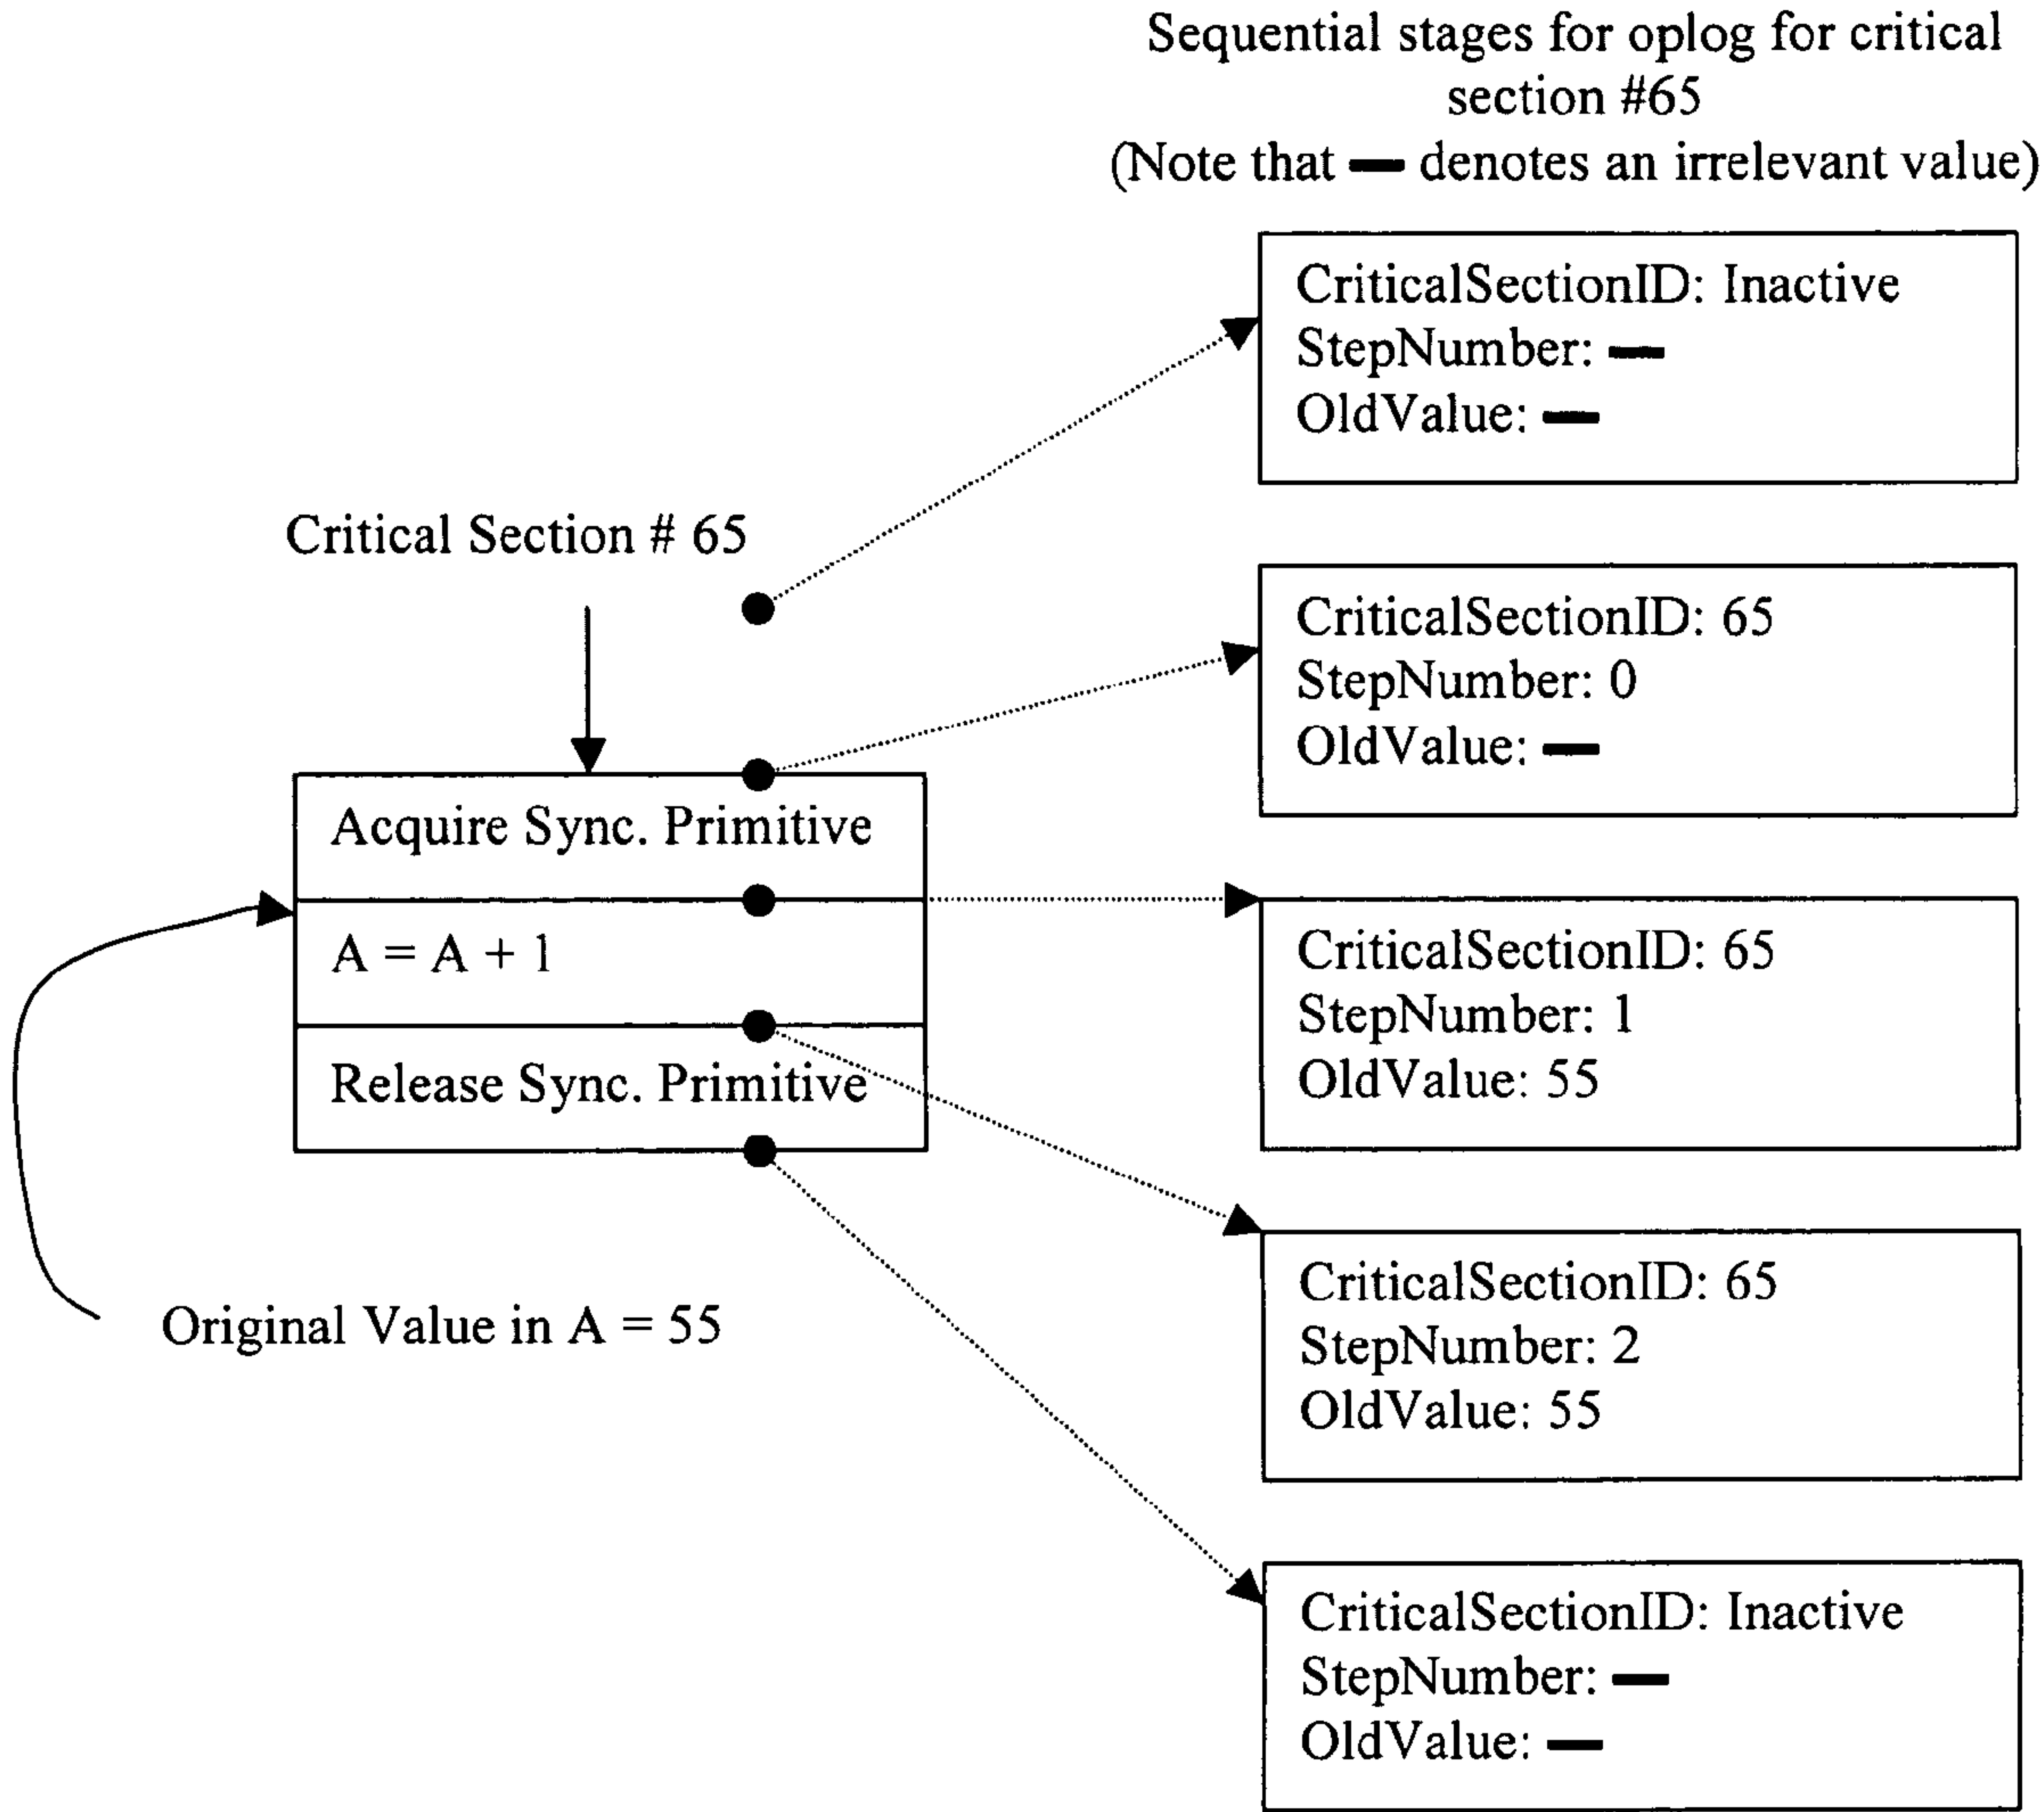 Sequential stages for oplog for critical
section #65
(Note that — denotes an irrelevant value)
CriticalSectionID: Inactive
StepNumber: —
OldValue: —
Critical Section # 65
CriticalSectionID: 65
StepNumber: 0
OldValue: —
Acquire Sync. Primitive
A = A + 1
Release Sync. Primitive
CriticalSectionID: 65
StepNumber: 1
OldValue: 55
Original Value in A = 55
CriticalSectionID: 65
StepNumber: 2
OldValue: 55
CriticalSectionID: Inactive
StepNumber: —
OldValue: —